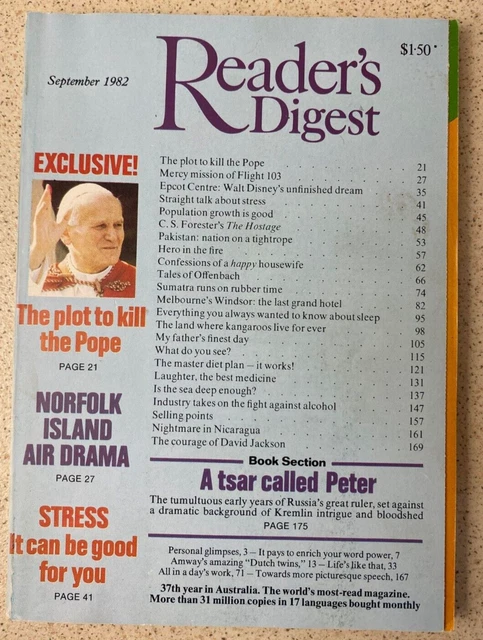 Reader's
Digest
$1·50*
September 1982
EXCLUSIVE!
The plot to kill
the Pope
PAGE 21
NORFOLK
ISLAND
AIR DRAMA
PAGE 27
STRESS
It can be good
for you
PAGE 41
The plot to kill the Pope . . . . . . 21
Mercy mission of Flight 103 . . . . . . 27
Epcot Centre: Walt Disney's unfinished dream . . . . . . 35
Straight talk about stress . . . . . . 41
Population growth is good . . . . . . 45
C. S. Forester's The Hostage . . . . . . 48
Pakistan: nation on a tightrope . . . . . . 53
Hero in the fire . . . . . . 57
Confessions of a happy housewife . . . . . . 62
Tales of Offenbach . . . . . . 66
Sumatra runs on rubber time . . . . . . 74
Melbourne's Windsor: the last grand hotel . . . . . . 82
Everything you always wanted to know about sleep . . . . . . 95
The land where kangaroos live for ever . . . . . . 98
My father's finest day . . . . . . 105
What do you see? . . . . . . 115
The master diet plan — it works! . . . . . . 121
Laughter, the best medicine . . . . . . 131
Is the sea deep enough? . . . . . . 137
Industry takes on the fight against alcohol . . . . . . 147
Selling points . . . . . . 157
Nightmare in Nicaragua . . . . . . 161
The courage of David Jackson . . . . . . 169
Book Section
A tsar called Peter
The tumultuous early years of Russia's great ruler, set against
a dramatic background of Kremlin intrigue and bloodshed
PAGE 175
Personal glimpses, 3 — It pays to enrich your word power, 7
Amway's amazing "Dutch twins," 13 — Life's like that, 33
All in a day's work, 71 — Towards more picturesque speech, 167
37th year in Australia. The world's most-read magazine.
More than 31 million copies in 17 languages bought monthly